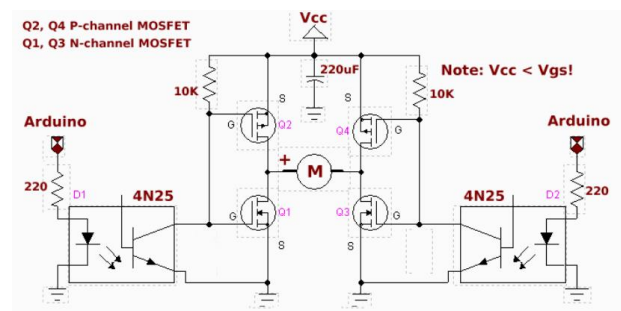 Q2, Q4 P-channel MOSFET
Q1, Q3 N-channel MOSFET
Vcc
220uF
Note: Vcc < Vgs!
10K
10K
S
S
G
Q2
Q4
G
Arduino
Arduino
+
M
220
D1
4N25
4N25
D2
220
G
Q1
Q3
G
S
S